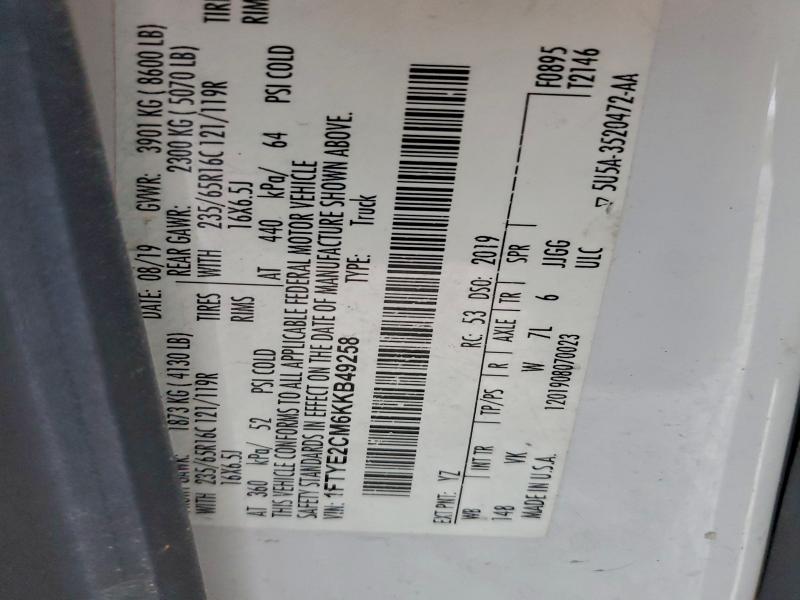 DATE: 08/19 GVWR: 3901 KG ( 8600 LB)
1873 KG ( 4130 LB) REAR GAWR: 2300 KG ( 5070 LB)
WITH 235/65R16C 121/119R TIRES WITH 235/65R16C 121/119R TIRE
16X6.5J RIMS 16X6.5J RIM
AT 360 kPa/ 52 PSI COLD AT 440 kPa/ 64 PSI COLD
THIS VEHICLE CONFORMS TO ALL APPLICABLE FEDERAL MOTOR VEHICLE
SAFETY STANDARDS IN EFFECT ON THE DATE OF MANUFACTURE SHOWN ABOVE.
VIN: 1FTYE2CM6KKB49258 TYPE: Truck
EXT PNT: YZ RC: 53 DSO: 2019 F0895
WB INT TR TP/PS R AXLE TR SPR T2146
148 VK W 7L 6 JJGG
MADE IN U.S.A. 1201908070023 ULC
▽ 5U5A-3520472-AA